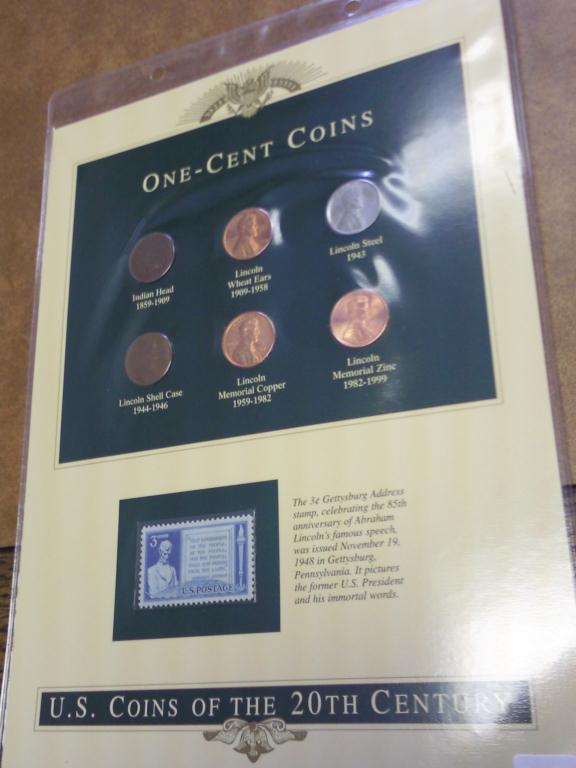 ONE-CENT COINS
Indian Head
1859-1909
Lincoln
Wheat Ears
1909-1958
Lincoln Steel
1943
Lincoln Shell Case
1944-1946
Lincoln
Memorial Copper
1959-1982
Lincoln
Memorial Zinc
1982-1999
3
U.S. POSTAGE
The 3¢ Gettysburg Address
stamp, celebrating the 85th
anniversary of Abraham
Lincoln's famous speech,
was issued November 19,
1948 in Gettysburg,
Pennsylvania. It pictures
the former U.S. President
and his immortal words.
U.S. COINS OF THE 20TH CENTURY